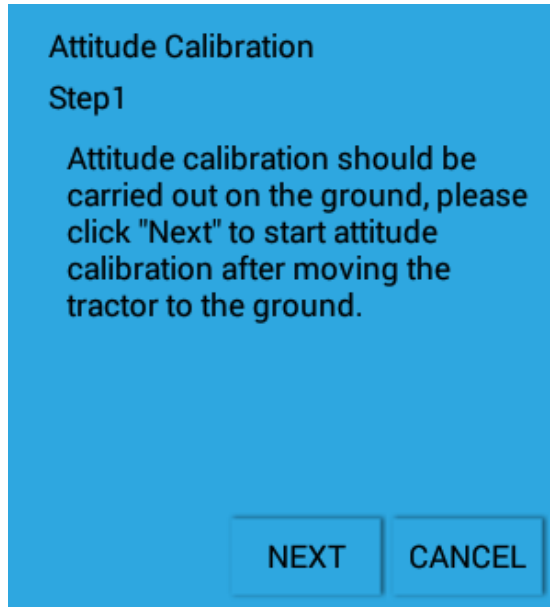 Attitude Calibration
Step1
Attitude calibration should be
carried out on the ground, please
click "Next" to start attitude
calibration after moving the
tractor to the ground.
NEXT CANCEL